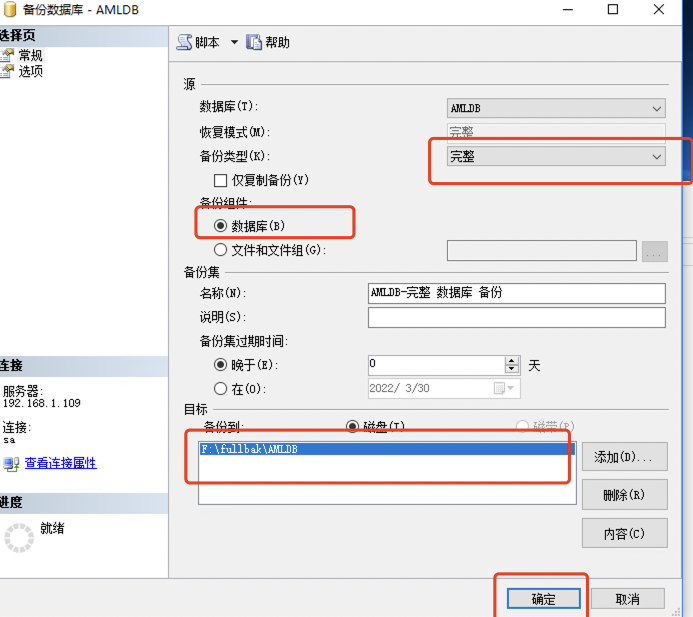 备份数据库 - AMLDB
选择页
常规
选项
脚本 帮助
源
数据库(T): AMLDB
恢复模式(M): 完整
备份类型(K): 完整
仅复制备份(Y)
备份组件:
数据库(B)
文件和文件组(G): ...
备份集
名称(N): AMLDB-完整 数据库 备份
说明(S):
备份集过期时间:
晚于(E): 0 天
在(O): 2022/ 3/30
目标
备份到: 磁盘(I) 磁带(P)
F:\fullbak\AMLDB
添加(D)...
删除(R)
内容(C)
连接
服务器:
192.168.1.109
连接:
sa
查看连接属性
进度
就绪
确定 取消